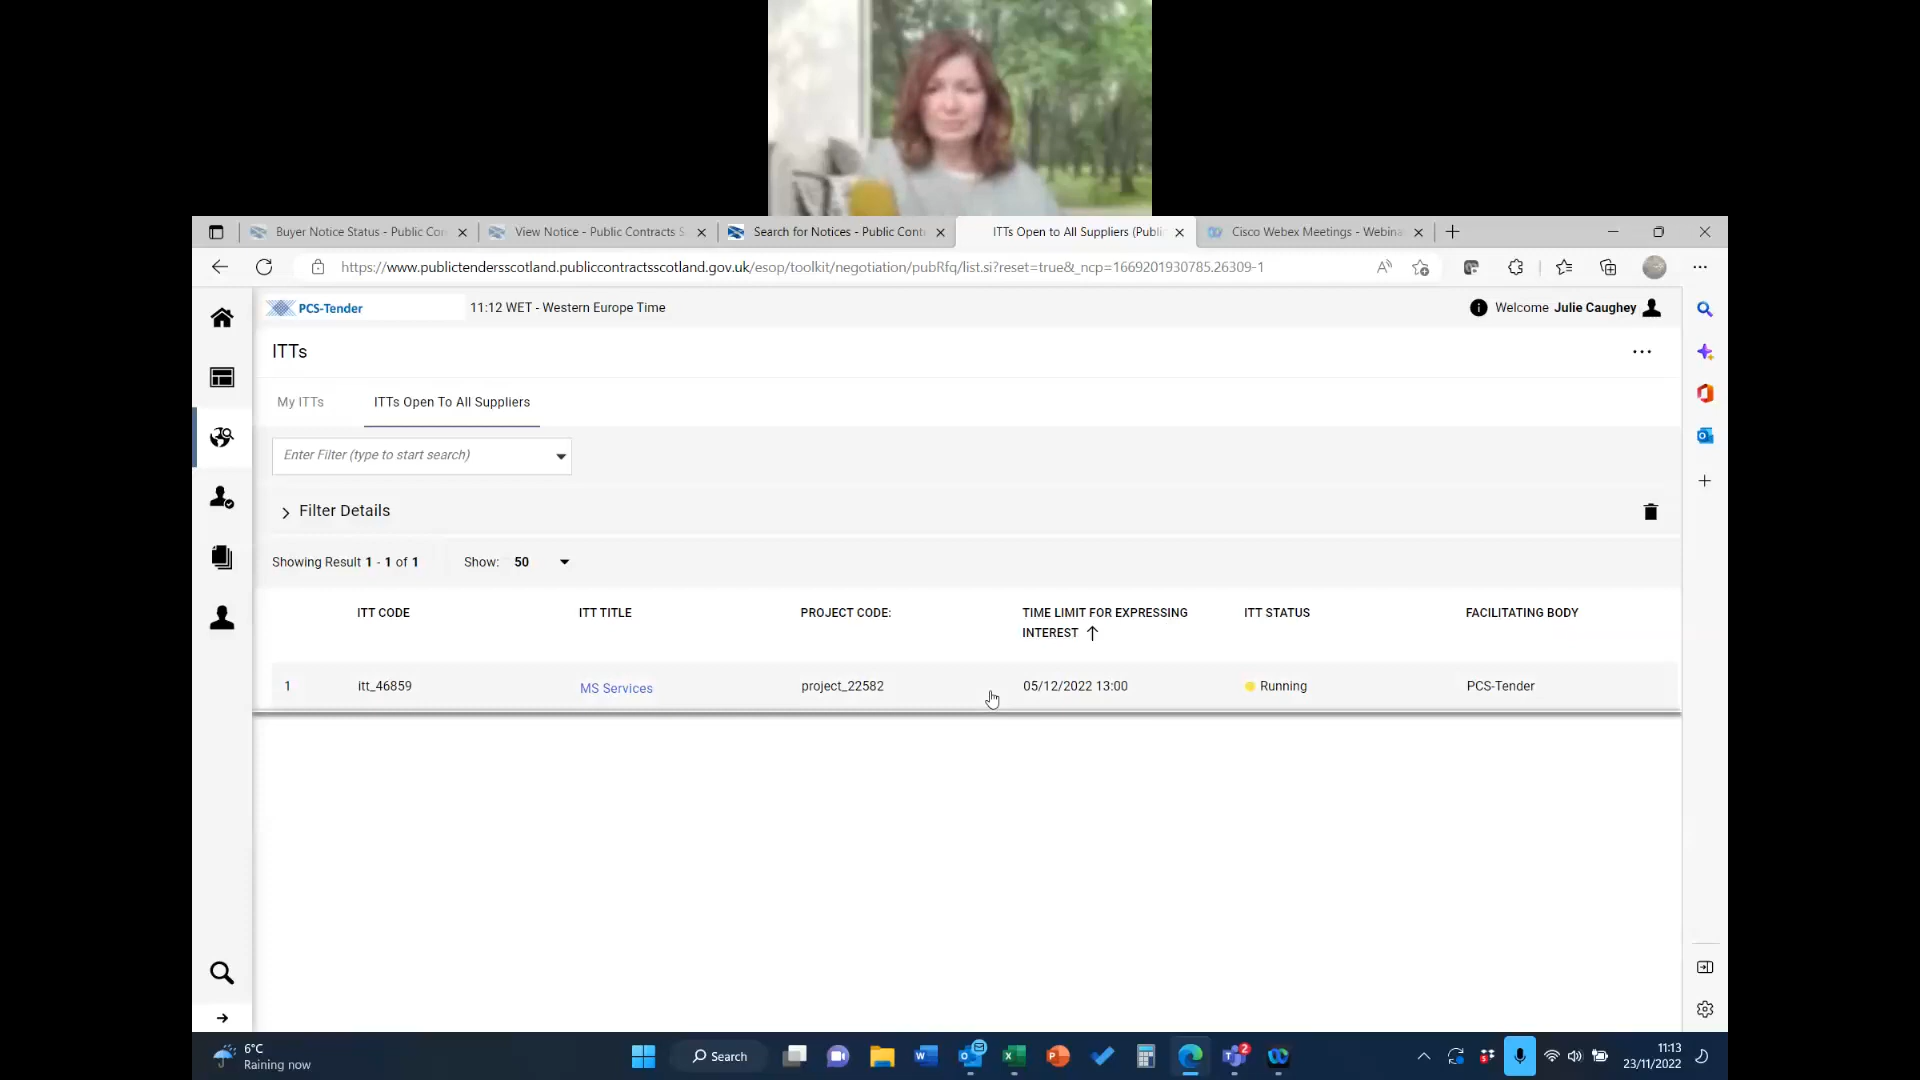 Buyer Notice Status - Public Con
View Notice - Public Contracts S
Search for Notices - Public Contr
ITTs Open to All Suppliers (Public
Cisco Webex Meetings - Webina
https://www.publictendersscotland.publiccontractsscotland.gov.uk/esop/toolkit/negotiation/pubRfq/list.si?reset=true&_ncp=1669201930785.26309-1
PCS-Tender
11:12 WET - Western Europe Time
Welcome Julie Caughey
ITTs
My ITTs
ITTs Open To All Suppliers
Enter Filter (type to start search)
Filter Details
Showing Result 1 - 1 of 1
Show: 50
ITT CODE
ITT TITLE
PROJECT CODE:
TIME LIMIT FOR EXPRESSING
INTEREST
ITT STATUS
FACILITATING BODY
1
itt_46859
MS Services
project_22582
05/12/2022 13:00
Running
PCS-Tender
6°C
Raining now
Search
2
11:13
23/11/2022